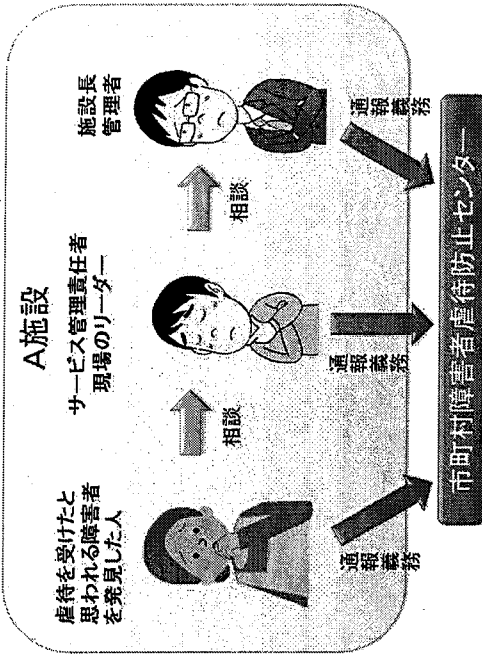 A施設
虐待を受けたと
思われる障害者
を発見した人
サービス管理責任者
現場のリーダー
施設長
管理者
相談
相談
通報義務
通報義務
通報義務
市町村障害者虐待防止センター